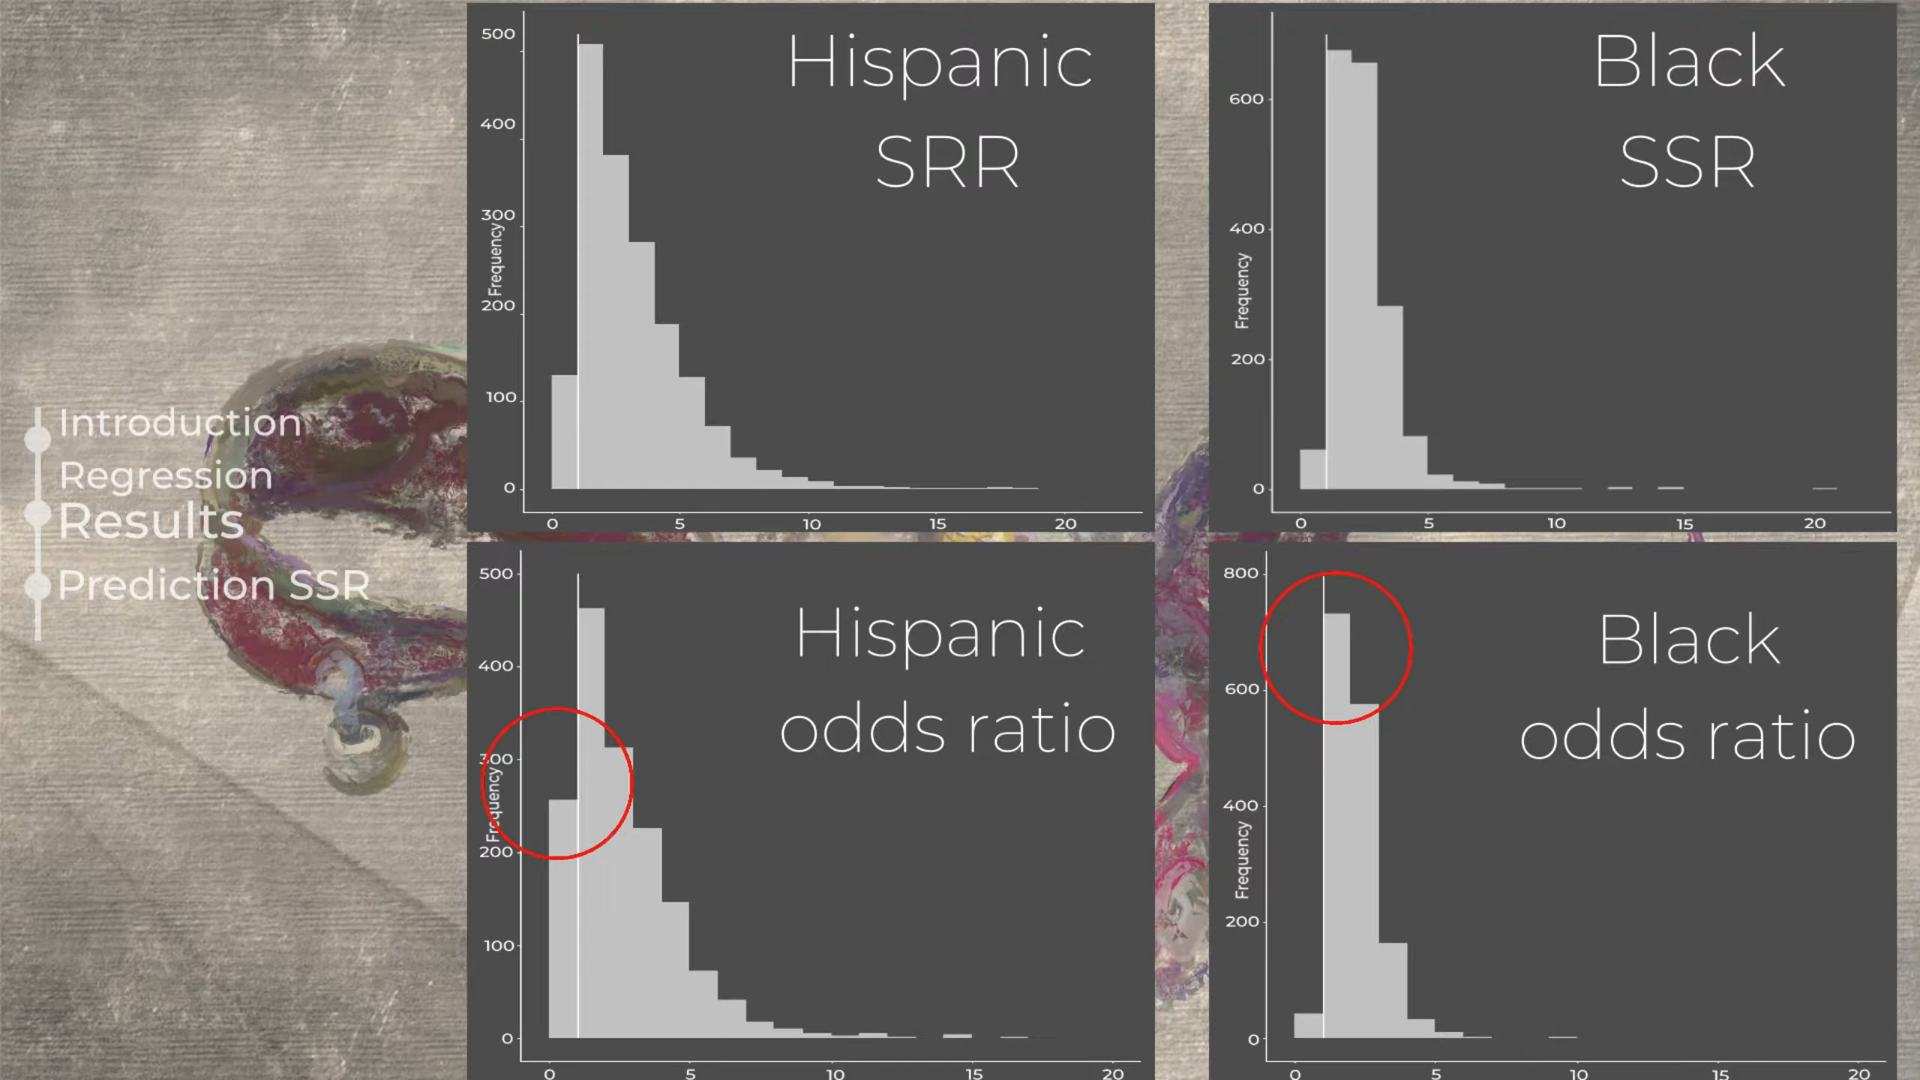 Introduction
Regression
Results
Prediction SSR
Hispanic
SRR
500
400
300
200
100
0
Frequency
0 5 10 15 20
Black
SSR
600
400
200
0
Frequency
0 5 10 15 20
Hispanic
odds ratio
500
400
300
200
100
0
Frequency
0 5 10 15 20
Black
odds ratio
800
600
400
200
0
Frequency
0 5 10 15 20